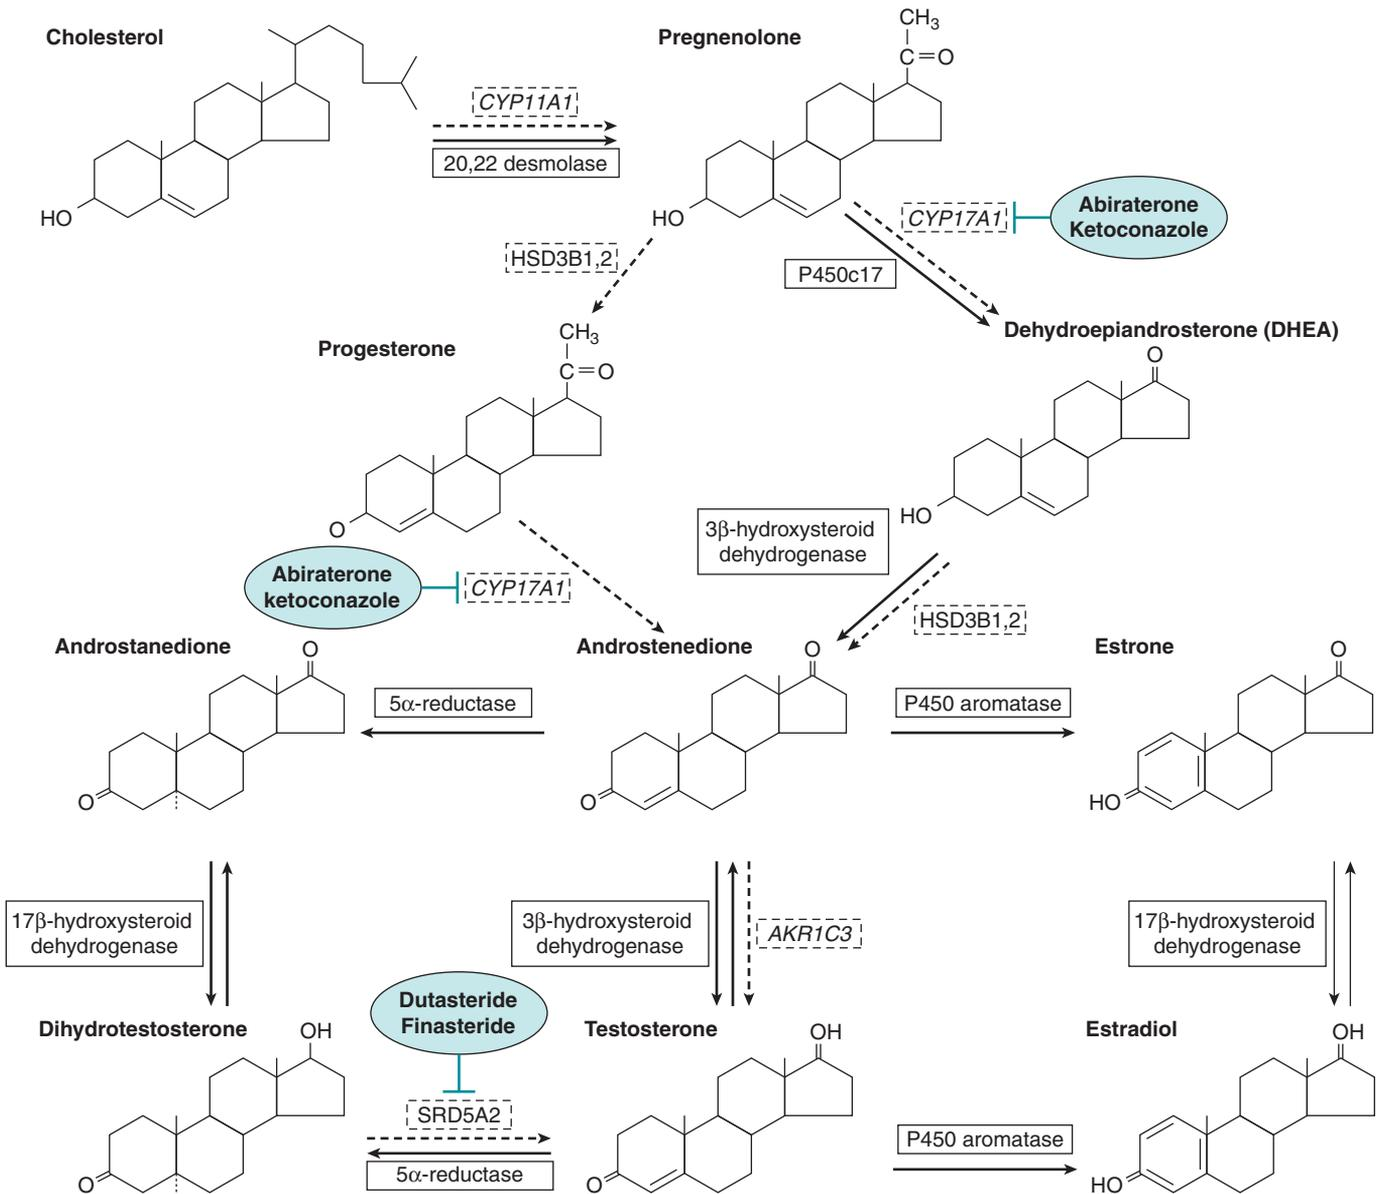 Cholesterol
Pregnenolone
CH3
C=O
CYP11A1
20,22 desmolase
HO
HO
CYP17A1
Abiraterone
Ketoconazole
HSD3B1,2
P450c17
Dehydroepiandrosterone (DHEA)
O
CH3
Progesterone
C=O
O
HO
3β-hydroxysteroid
dehydrogenase
Abiraterone
ketoconazole
CYP17A1
HSD3B1,2
Androstanedione
O
Androstenedione
O
Estrone
O
5α-reductase
P450 aromatase
O
O
HO
17β-hydroxysteroid
dehydrogenase
3β-hydroxysteroid
dehydrogenase
AKR1C3
17β-hydroxysteroid
dehydrogenase
Dutasteride
Finasteride
Dihydrotestosterone
OH
Testosterone
OH
Estradiol
OH
SRD5A2
5α-reductase
P450 aromatase
O
O
HO